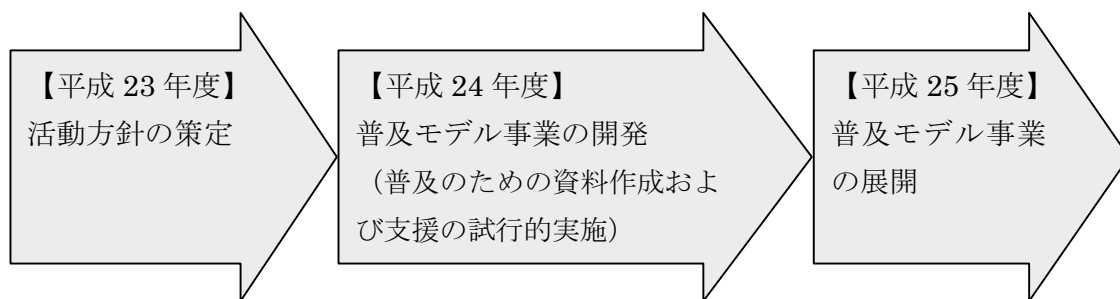 【平成 23 年度】
活動方針の策定
【平成 24 年度】
普及モデル事業の開発
（普及のための資料作成およ
び支援の試行的実施）
【平成 25 年度】
普及モデル事業
の展開